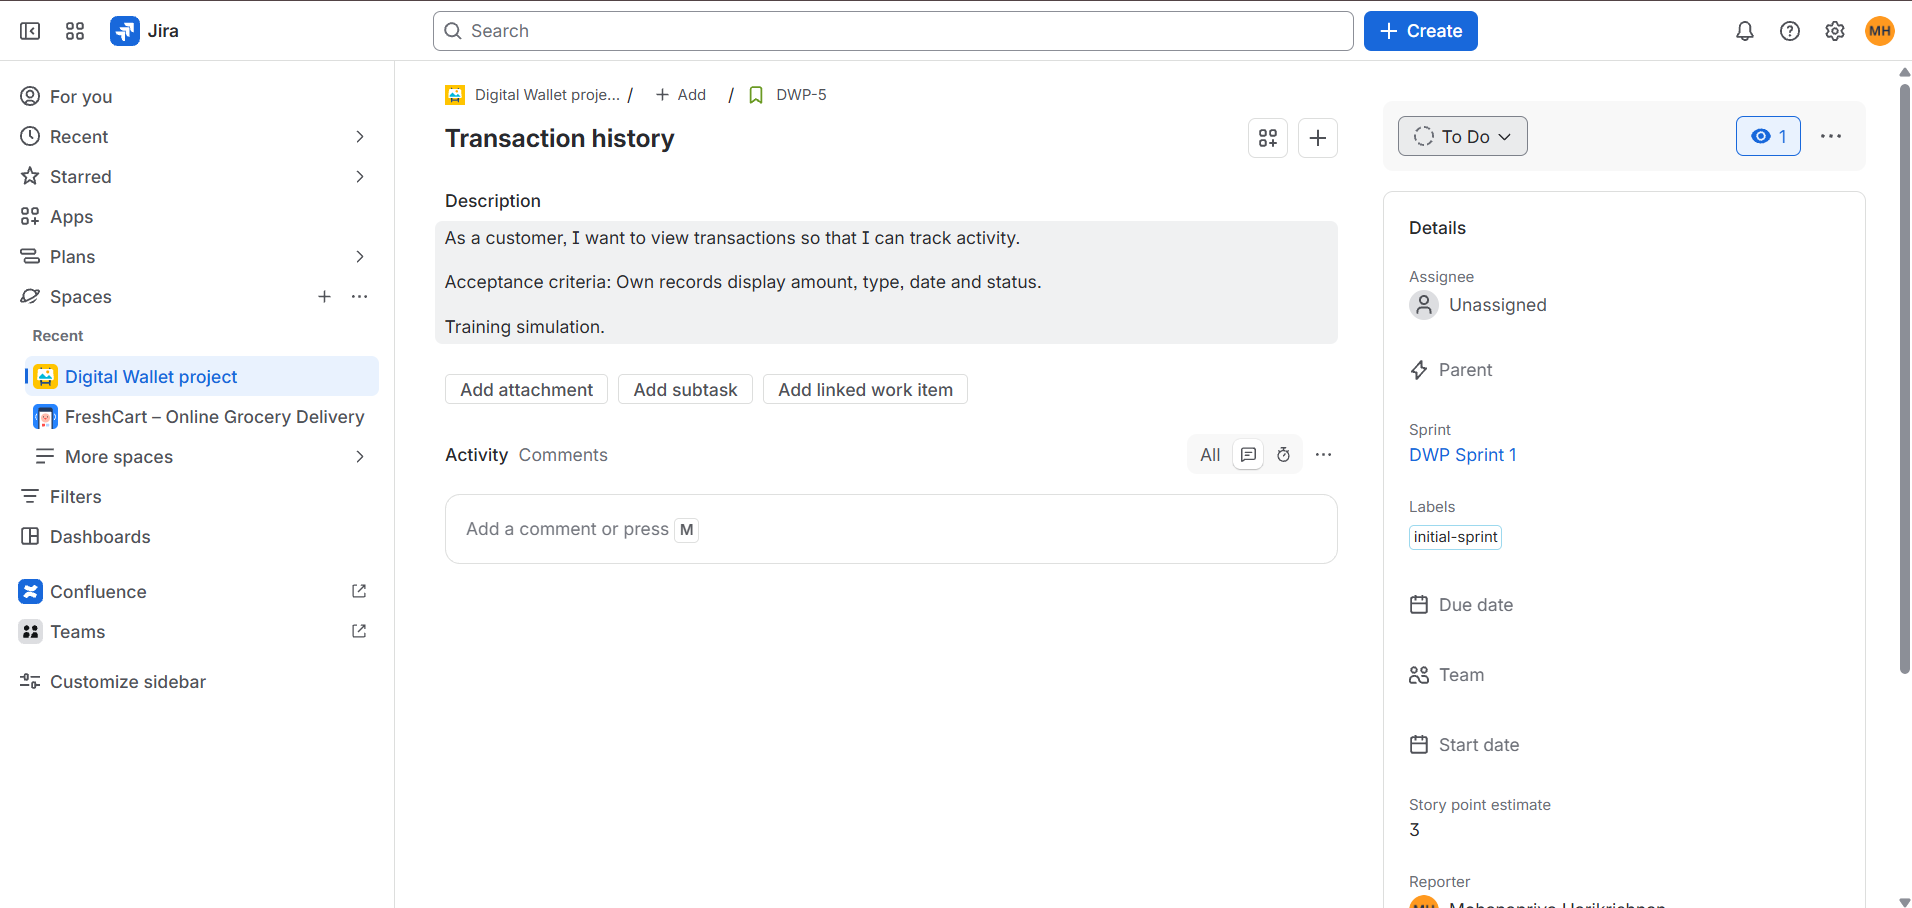 Jira
Search
Create
MH
For you
Recent
Starred
Apps
Plans
Spaces
Recent
Digital Wallet project
FreshCart – Online Grocery Delivery
More spaces
Filters
Dashboards
Confluence
Teams
Customize sidebar
Digital Wallet proje... / Add / DWP-5
Transaction history
Description
As a customer, I want to view transactions so that I can track activity.
Acceptance criteria: Own records display amount, type, date and status.
Training simulation.
Add attachment Add subtask Add linked work item
Activity Comments All
Add a comment or press M
To Do 1
Details
Assignee
Unassigned
Parent
Sprint
DWP Sprint 1
Labels
initial-sprint
Due date
Team
Start date
Story point estimate
3
Reporter